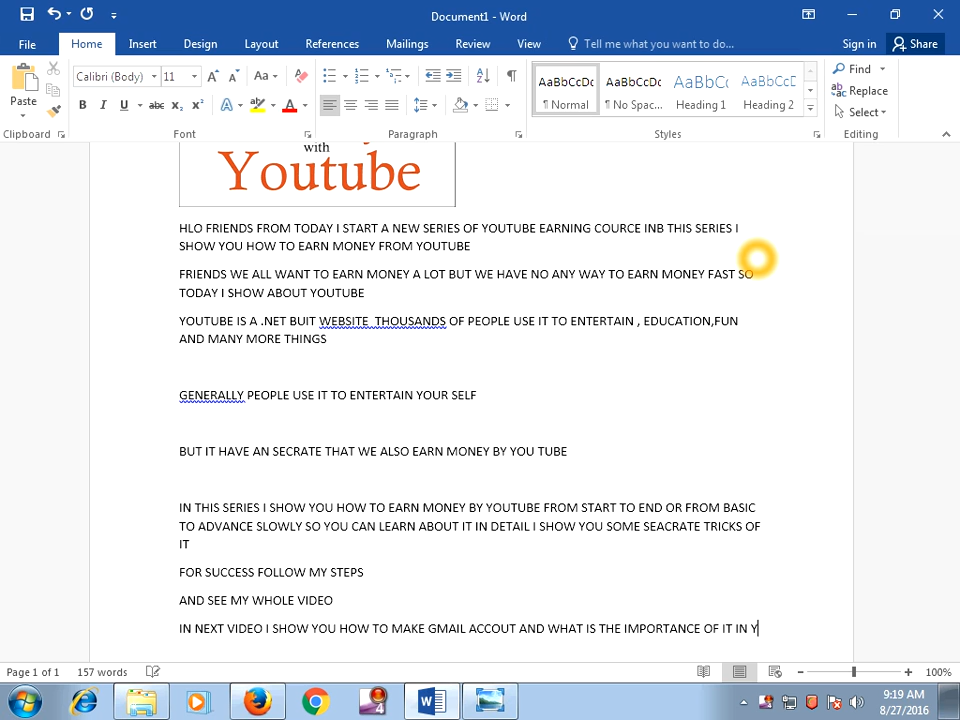 Document1 - Word
File Home Insert Design Layout References Mailings Review View Tell me what you want to do... Sign in Share
Paste
Calibri (Body) 11 Aa
B I U abc X₂ X² A A
AaBbCcDc AaBbCcDc AaBbCc AaBbCcD
¶ Normal ¶ No Spac... Heading 1 Heading 2
Find
Replace
Select
Clipboard Font Paragraph Styles Editing
with
Youtube
HLO FRIENDS FROM TODAY I START A NEW SERIES OF YOUTUBE EARNING COURCE INB THIS SERIES I
SHOW YOU HOW TO EARN MONEY FROM YOUTUBE
FRIENDS WE ALL WANT TO EARN MONEY A LOT BUT WE HAVE NO ANY WAY TO EARN MONEY FAST SO
TODAY I SHOW ABOUT YOUTUBE
YOUTUBE IS A .NET BUIT WEBSITE THOUSANDS OF PEOPLE USE IT TO ENTERTAIN , EDUCATION,FUN
AND MANY MORE THINGS
GENERALLY PEOPLE USE IT TO ENTERTAIN YOUR SELF
BUT IT HAVE AN SECRATE THAT WE ALSO EARN MONEY BY YOU TUBE
IN THIS SERIES I SHOW YOU HOW TO EARN MONEY BY YOUTUBE FROM START TO END OR FROM BASIC
TO ADVANCE SLOWLY SO YOU CAN LEARN ABOUT IT IN DETAIL I SHOW YOU SOME SEACRATE TRICKS OF
IT
FOR SUCCESS FOLLOW MY STEPS
AND SEE MY WHOLE VIDEO
IN NEXT VIDEO I SHOW YOU HOW TO MAKE GMAIL ACCOUT AND WHAT IS THE IMPORTANCE OF IT IN Y
Page 1 of 1 157 words 100%
9:19 AM
8/27/2016